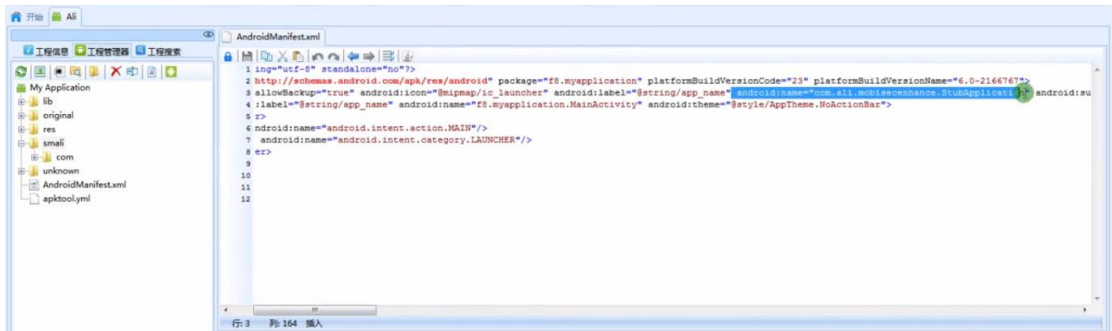 开始 Ali
工程信息 工程管理器 工程搜索
My Application
lib
original
res
smali
com
unknown
AndroidManifest.xml
apktool.yml
AndroidManifest.xml
1 ing="utf-8" standalone="no"?>
2 http://schemas.android.com/apk/res/android" package="f8.myapplication" platformBuildVersionCode="23" platformBuildVersionName="6.0-2166767">
3 allowBackup="true" android:icon="@mipmap/ic_launcher" android:label="@string/app_name" android:name="com.ali.mobisecenhance.StubApplicati android:su
4 :label="@string/app_name" android:name="f8.myapplication.MainActivity" android:theme="@style/AppTheme.NoActionBar">
5 r>
6 ndroid:name="android.intent.action.MAIN"/>
7 android:name="android.intent.category.LAUNCHER"/>
8 er>
9
10
11
12
行: 3 列: 164 插入